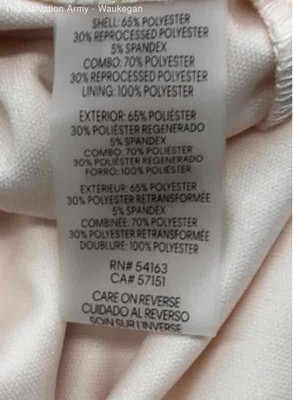 The Salvation Army - Waukegan
SHELL: 65% POLYESTER
30% REPROCESSED POLYESTER
5% SPANDEX
COMBO: 70% POLYESTER
30% REPROCESSED POLYESTER
LINING: 100% POLYESTER
EXTERIOR: 65% POLIÉSTER
30% POLIÉSTER REGENERADO
5% SPANDEX
COMBO: 70% POLIÉSTER
30% POLIÉSTER REGENERADO
FORRO: 100% POLIÉSTER
EXTÉRIEUR: 65% POLYESTER
30% POLYESTER RETRANSFORMÉE
5% SPANDEX
COMBINÉE: 70% POLYESTER
30% POLYESTER RETRANSFORMÉE
DOUBLURE: 100% POLYESTER
RN# 54163
CA# 57151
CARE ON REVERSE
CUIDADO AL REVERSO
SOIN SUR L'INVERSE